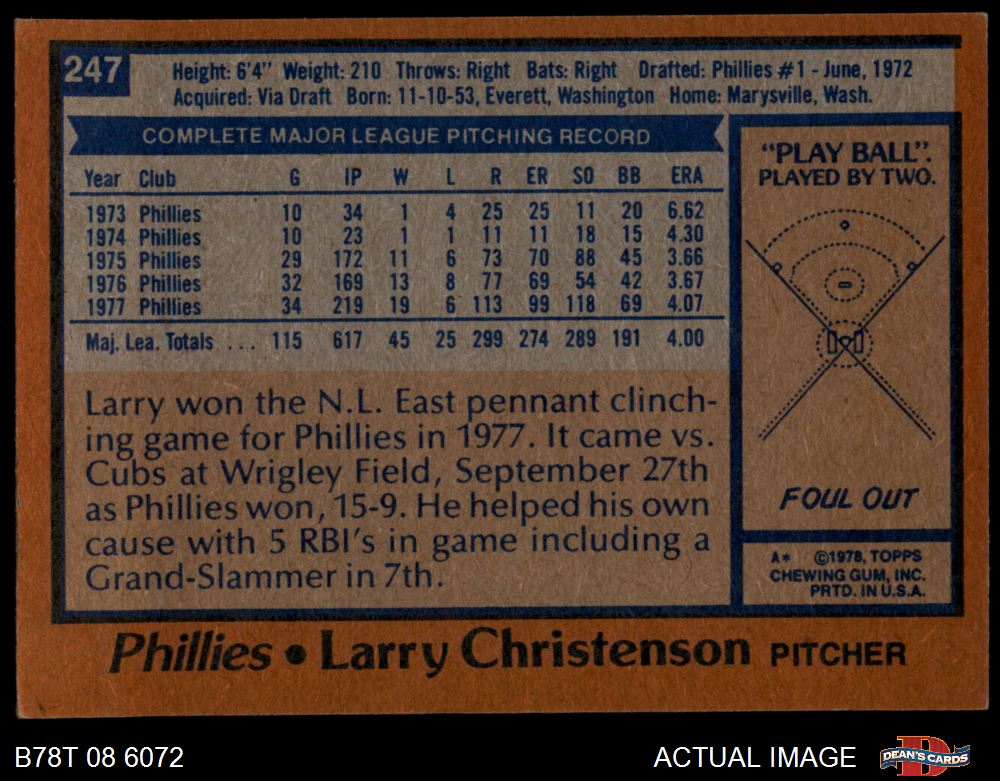 247
Height: 6'4" Weight: 210 Throws: Right Bats: Right Drafted: Phillies #1 - June, 1972
Acquired: Via Draft Born: 11-10-53, Everett, Washington Home: Marysville, Wash.
COMPLETE MAJOR LEAGUE PITCHING RECORD
Year Club G IP W L R ER SO BB ERA
1973 Phillies 10 34 1 4 25 25 11 20 6.62
1974 Phillies 10 23 1 1 11 11 18 15 4.30
1975 Phillies 29 172 11 6 73 70 88 45 3.66
1976 Phillies 32 169 13 8 77 69 54 42 3.67
1977 Phillies 34 219 19 6 113 99 118 69 4.07
Maj. Lea. Totals . . . 115 617 45 25 299 274 289 191 4.00
Larry won the N.L. East pennant clinch-
ing game for Phillies in 1977. It came vs.
Cubs at Wrigley Field, September 27th
as Phillies won, 15-9. He helped his own
cause with 5 RBI's in game including a
Grand-Slammer in 7th.
"PLAY BALL".
PLAYED BY TWO.
FOUL OUT
A* ©1978, TOPPS
CHEWING GUM, INC.
PRTD. IN U.S.A.
Phillies • Larry Christenson PITCHER
B78T 08 6072
ACTUAL IMAGE
DEAN'S CARDS